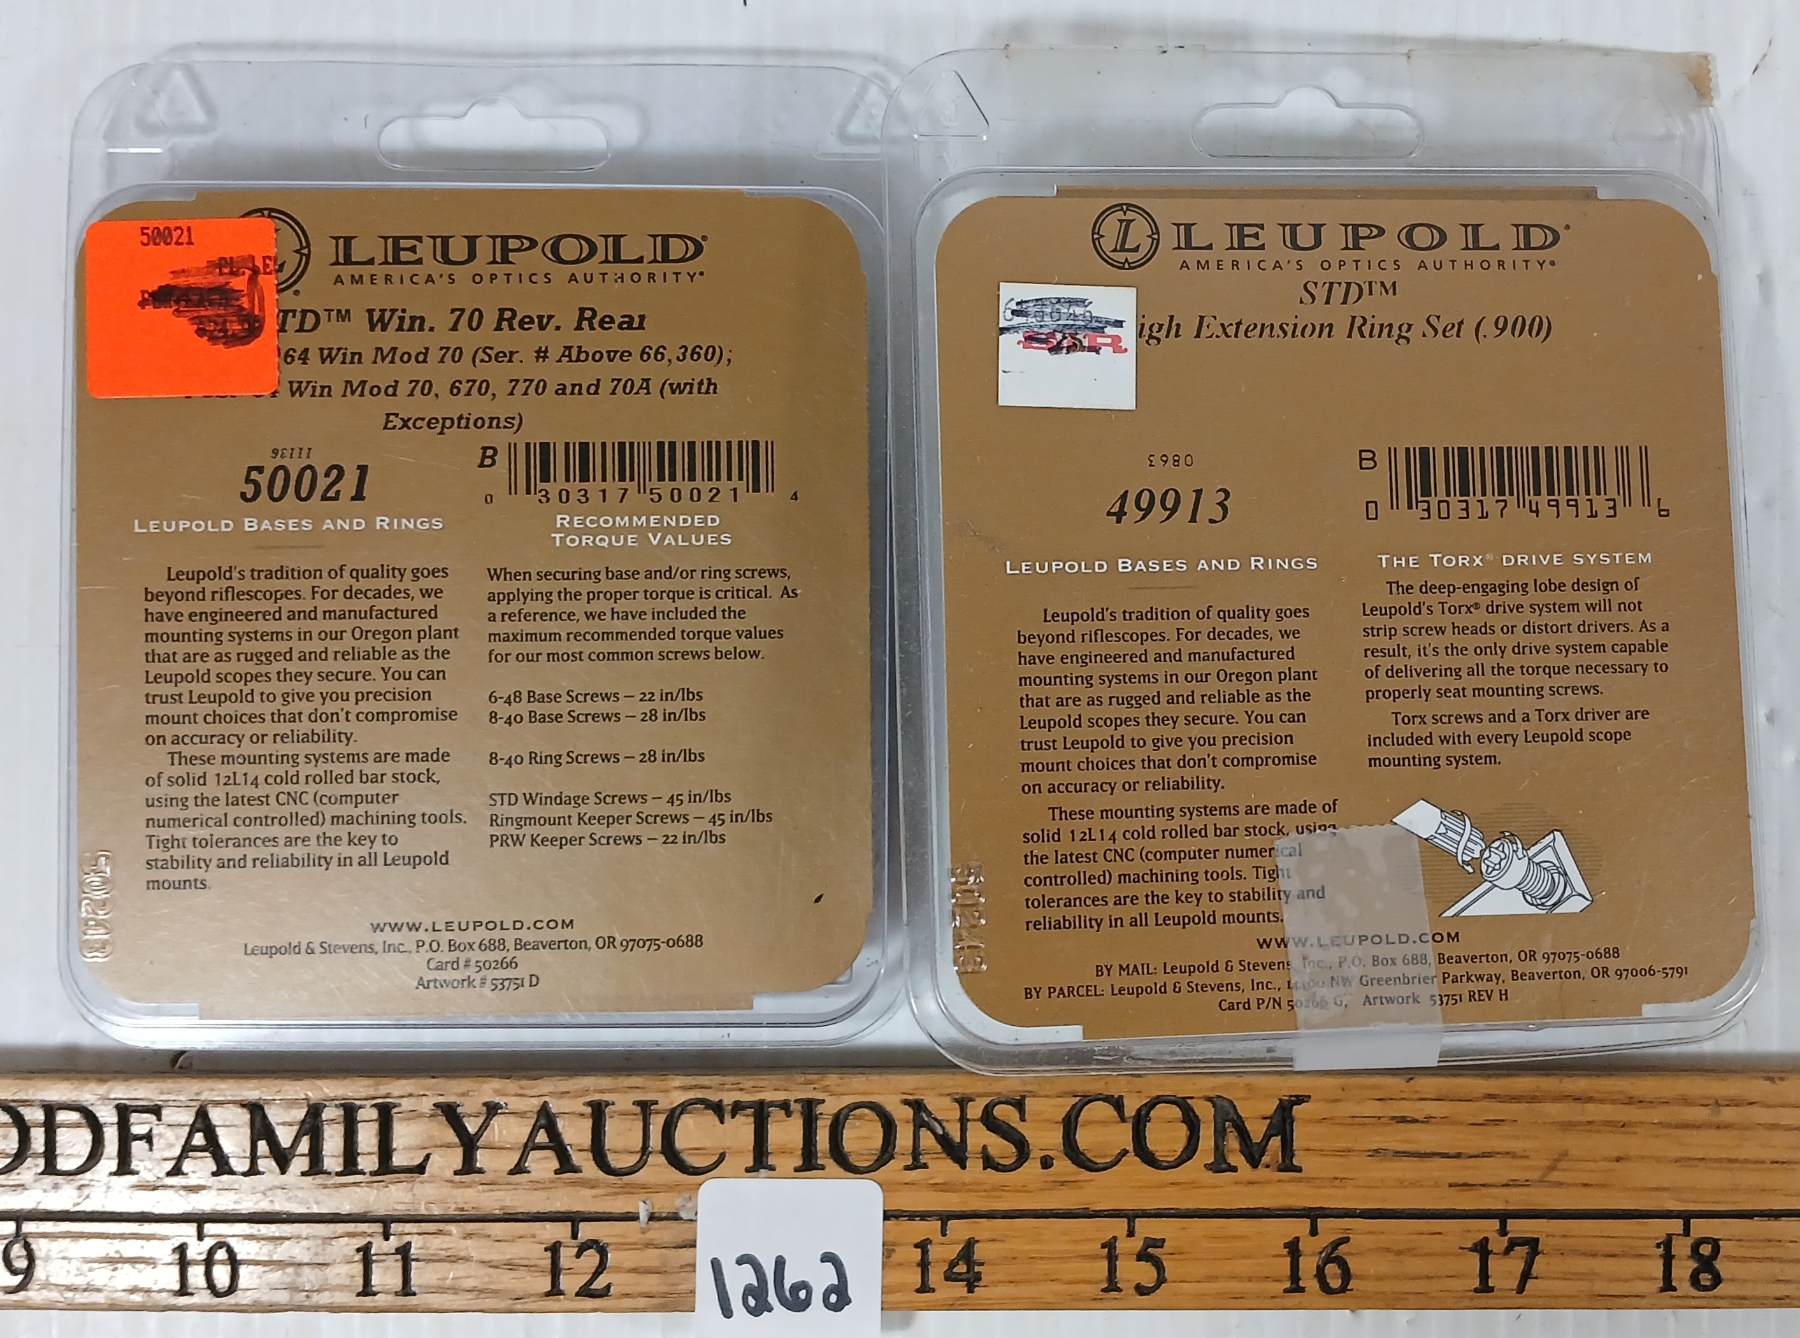 50021
LEUPOLD®
AMERICA'S OPTICS AUTHORITY®
TD™ Win. 70 Rev. Rear
64 Win Mod 70 (Ser. # Above 66,360);
Win Mod 70, 670, 770 and 70A (with
Exceptions)
11136
50021
B
0 30317 50021 4
LEUPOLD BASES AND RINGS
Leupold's tradition of quality goes
beyond riflescopes. For decades, we
have engineered and manufactured
mounting systems in our Oregon plant
that are as rugged and reliable as the
Leupold scopes they secure. You can
trust Leupold to give you precision
mount choices that don't compromise
on accuracy or reliability.
These mounting systems are made
of solid 12L14 cold rolled bar stock,
using the latest CNC (computer
numerical controlled) machining tools.
Tight tolerances are the key to
stability and reliability in all Leupold
mounts.
RECOMMENDED
TORQUE VALUES
When securing base and/or ring screws,
applying the proper torque is critical. As
a reference, we have included the
maximum recommended torque values
for our most common screws below.
6-48 Base Screws – 22 in/lbs
8-40 Base Screws – 28 in/lbs
8-40 Ring Screws – 28 in/lbs
STD Windage Screws – 45 in/lbs
Ringmount Keeper Screws – 45 in/lbs
PRW Keeper Screws – 22 in/lbs
WWW.LEUPOLD.COM
Leupold & Stevens, Inc., P.O. Box 688, Beaverton, OR 97075-0688
Card # 50266
Artwork # 53751 D
L LEUPOLD®
AMERICA'S OPTICS AUTHORITY®
STD™
igh Extension Ring Set (.900)
0863
49913
B
0 30317 49913 6
LEUPOLD BASES AND RINGS
Leupold's tradition of quality goes
beyond riflescopes. For decades, we
have engineered and manufactured
mounting systems in our Oregon plant
that are as rugged and reliable as the
Leupold scopes they secure. You can
trust Leupold to give you precision
mount choices that don't compromise
on accuracy or reliability.
These mounting systems are made of
solid 12L14 cold rolled bar stock, using
the latest CNC (computer numerical
controlled) machining tools. Tight
tolerances are the key to stability and
reliability in all Leupold mounts.
THE TORX® DRIVE SYSTEM
The deep-engaging lobe design of
Leupold's Torx® drive system will not
strip screw heads or distort drivers. As a
result, it's the only drive system capable
of delivering all the torque necessary to
properly seat mounting screws.
Torx screws and a Torx driver are
included with every Leupold scope
mounting system.
WWW.LEUPOLD.COM
BY MAIL: Leupold & Stevens, Inc., P.O. Box 688, Beaverton, OR 97075-0688
BY PARCEL: Leupold & Stevens, Inc., 14400 NW Greenbrier Parkway, Beaverton, OR 97006-5791
Card P/N 50266 G, Artwork 53751 REV H
DDFAMILYAUCTIONS.COM
9 10 11 12 14 15 16 17 18
1262